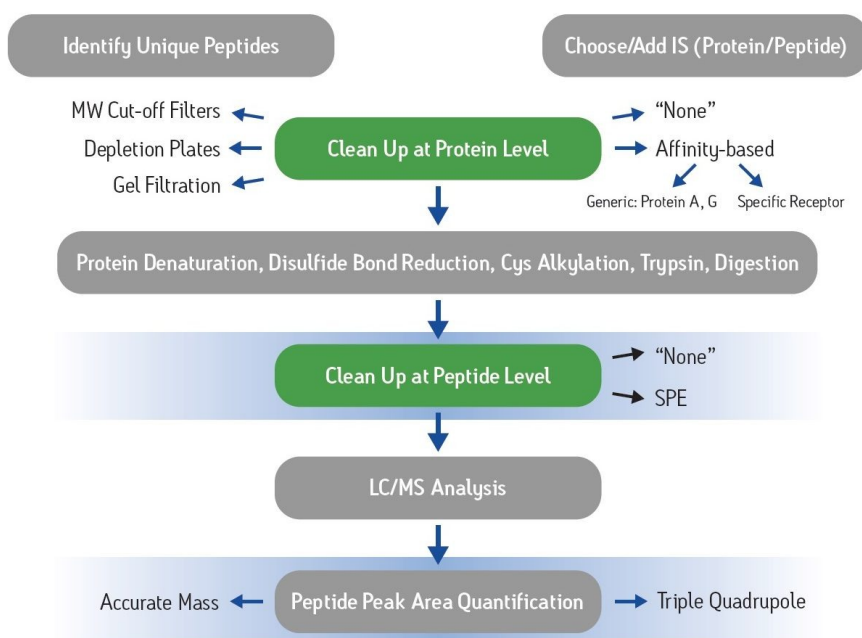 Identify Unique Peptides
Choose/Add IS (Protein/Peptide)
MW Cut-off Filters
Depletion Plates
Gel Filtration
Clean Up at Protein Level
“None”
Affinity-based
Generic: Protein A, G
Specific Receptor
Protein Denaturation, Disulfide Bond Reduction, Cys Alkylation, Trypsin, Digestion
Clean Up at Peptide Level
“None”
SPE
LC/MS Analysis
Accurate Mass
Peptide Peak Area Quantification
Triple Quadrupole